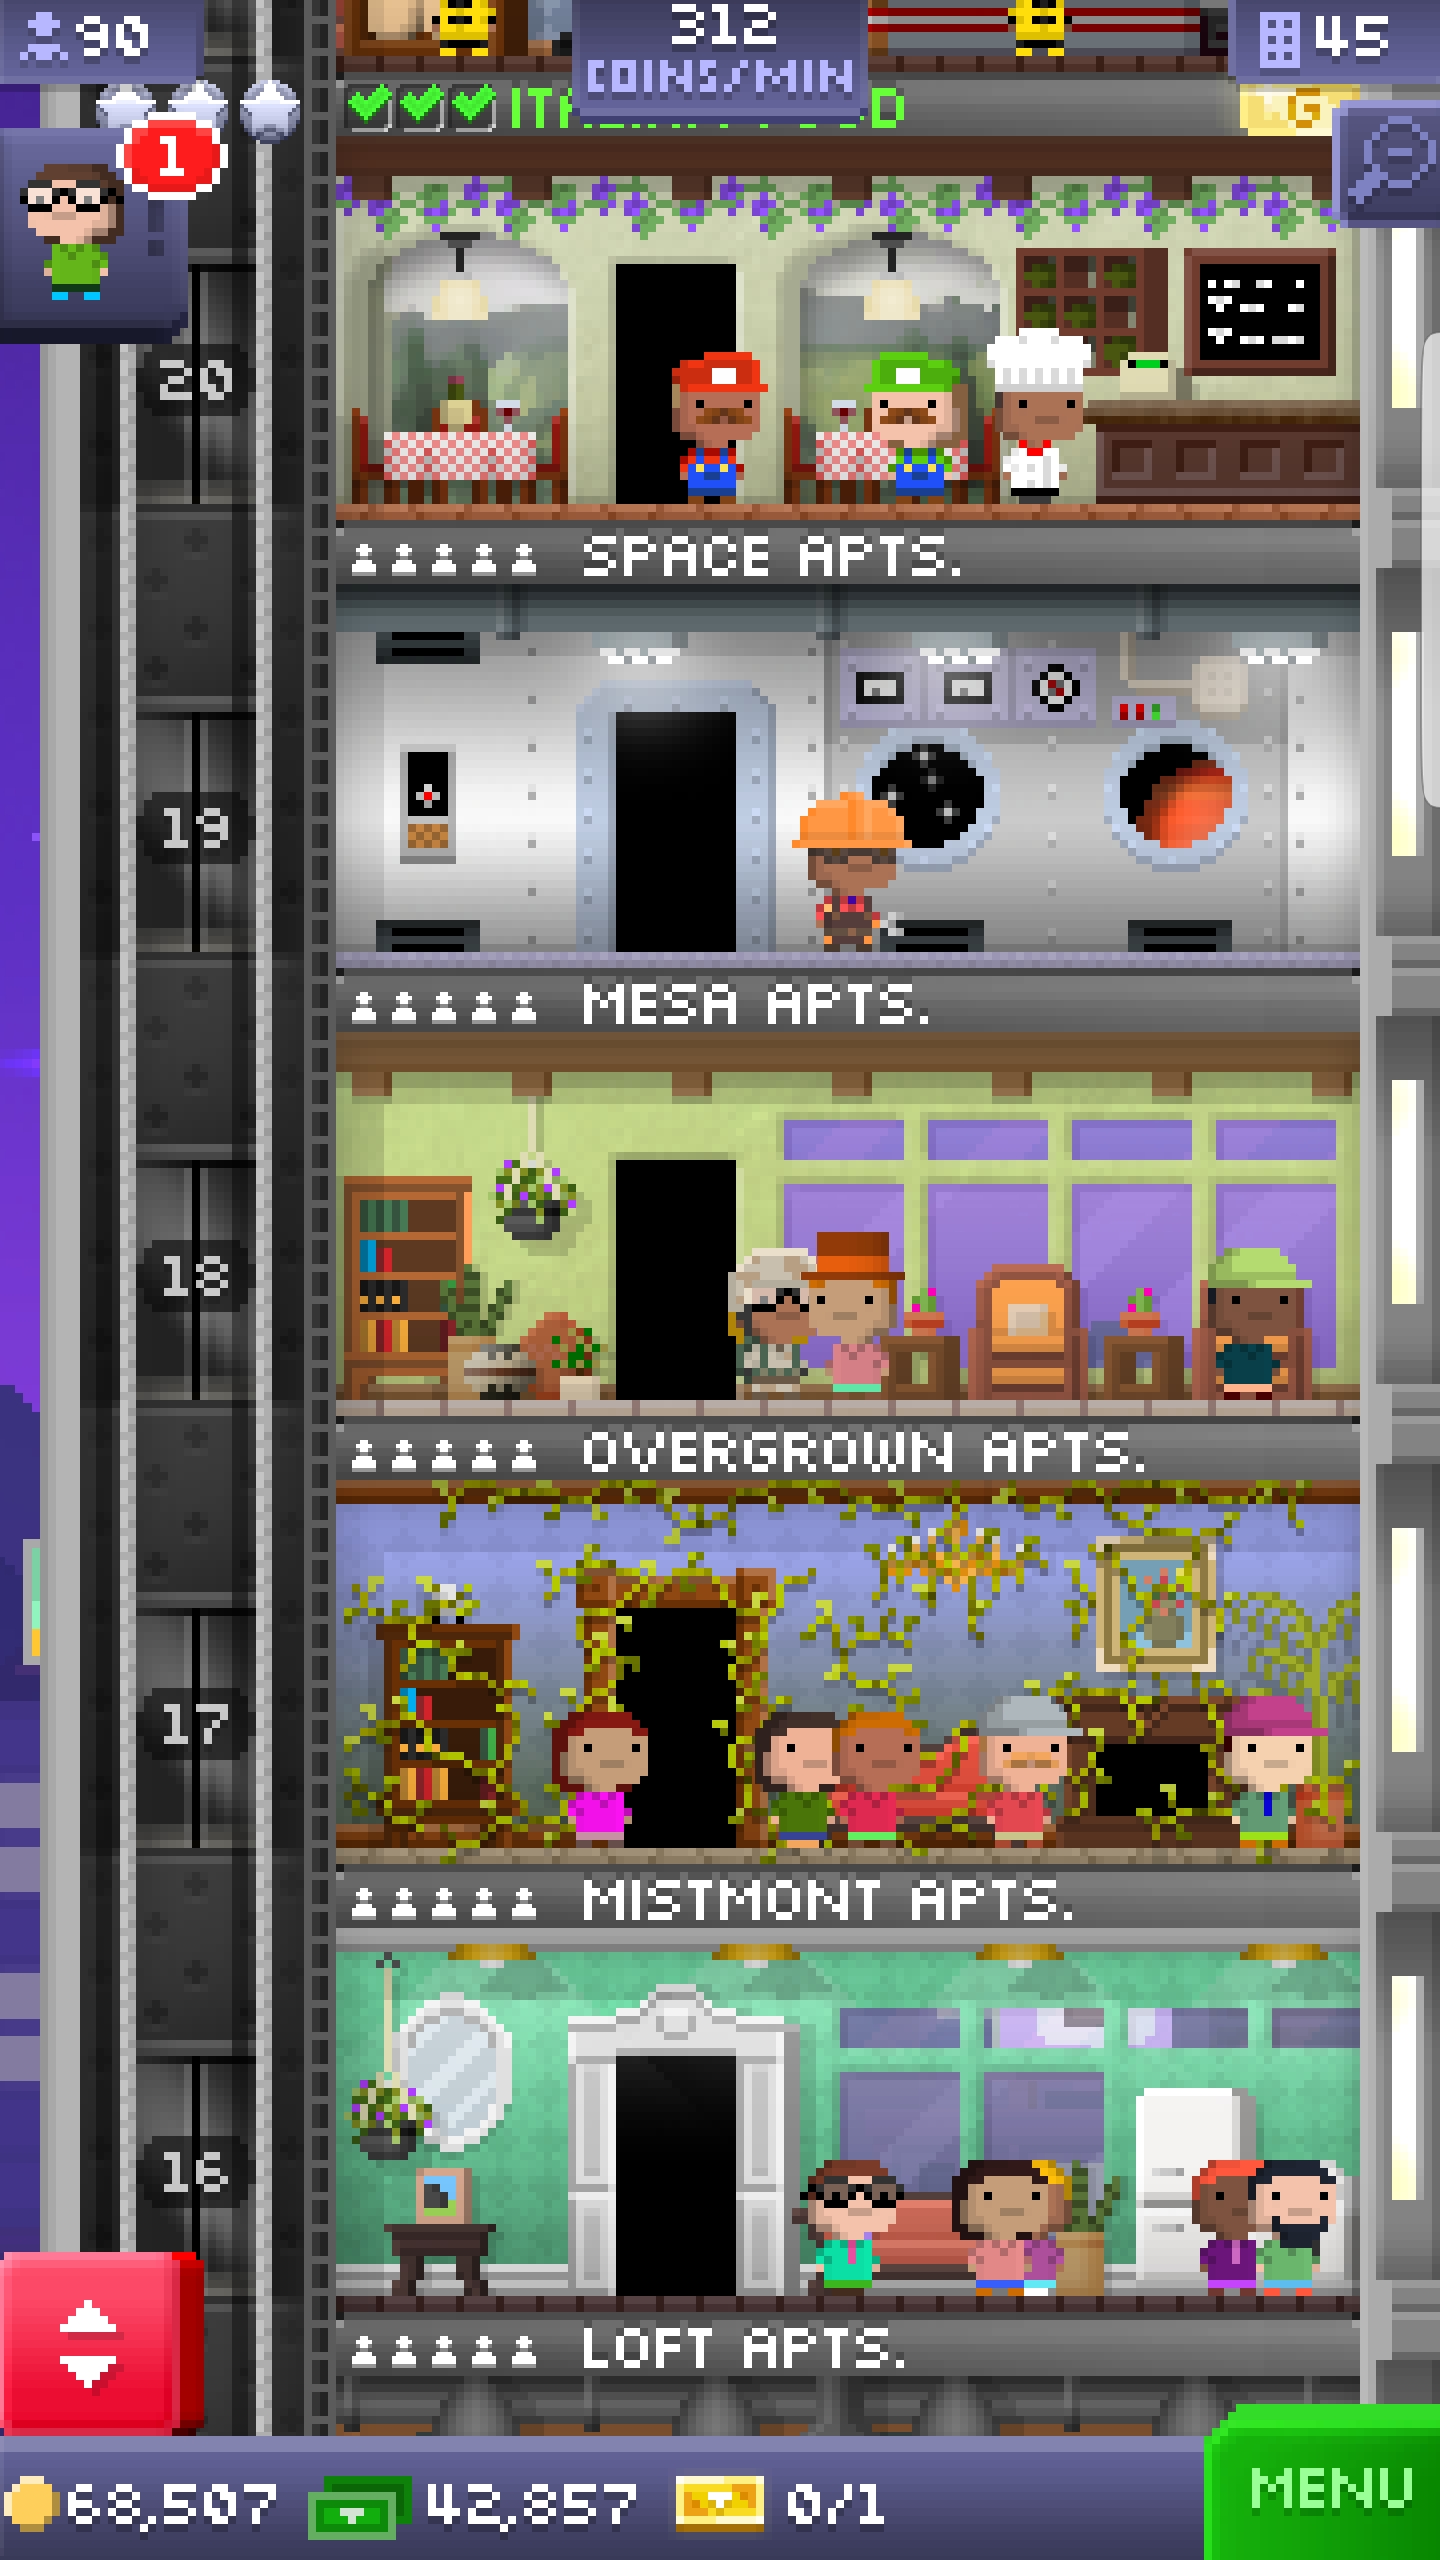 90
312
COINS/MIN
45
1
G
20
SPACE APTS.
19
MESA APTS.
18
OVERGROWN APTS.
17
MISTMONT APTS.
16
LOFT APTS.
68,507
42,857
0/1
MENU